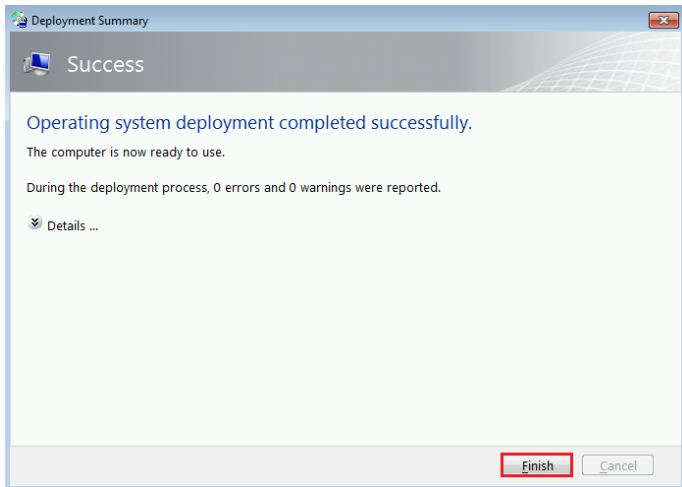 Deployment Summary
Success
Operating system deployment completed successfully.
The computer is now ready to use.
During the deployment process, 0 errors and 0 warnings were reported.
Details ...
Finish
Cancel